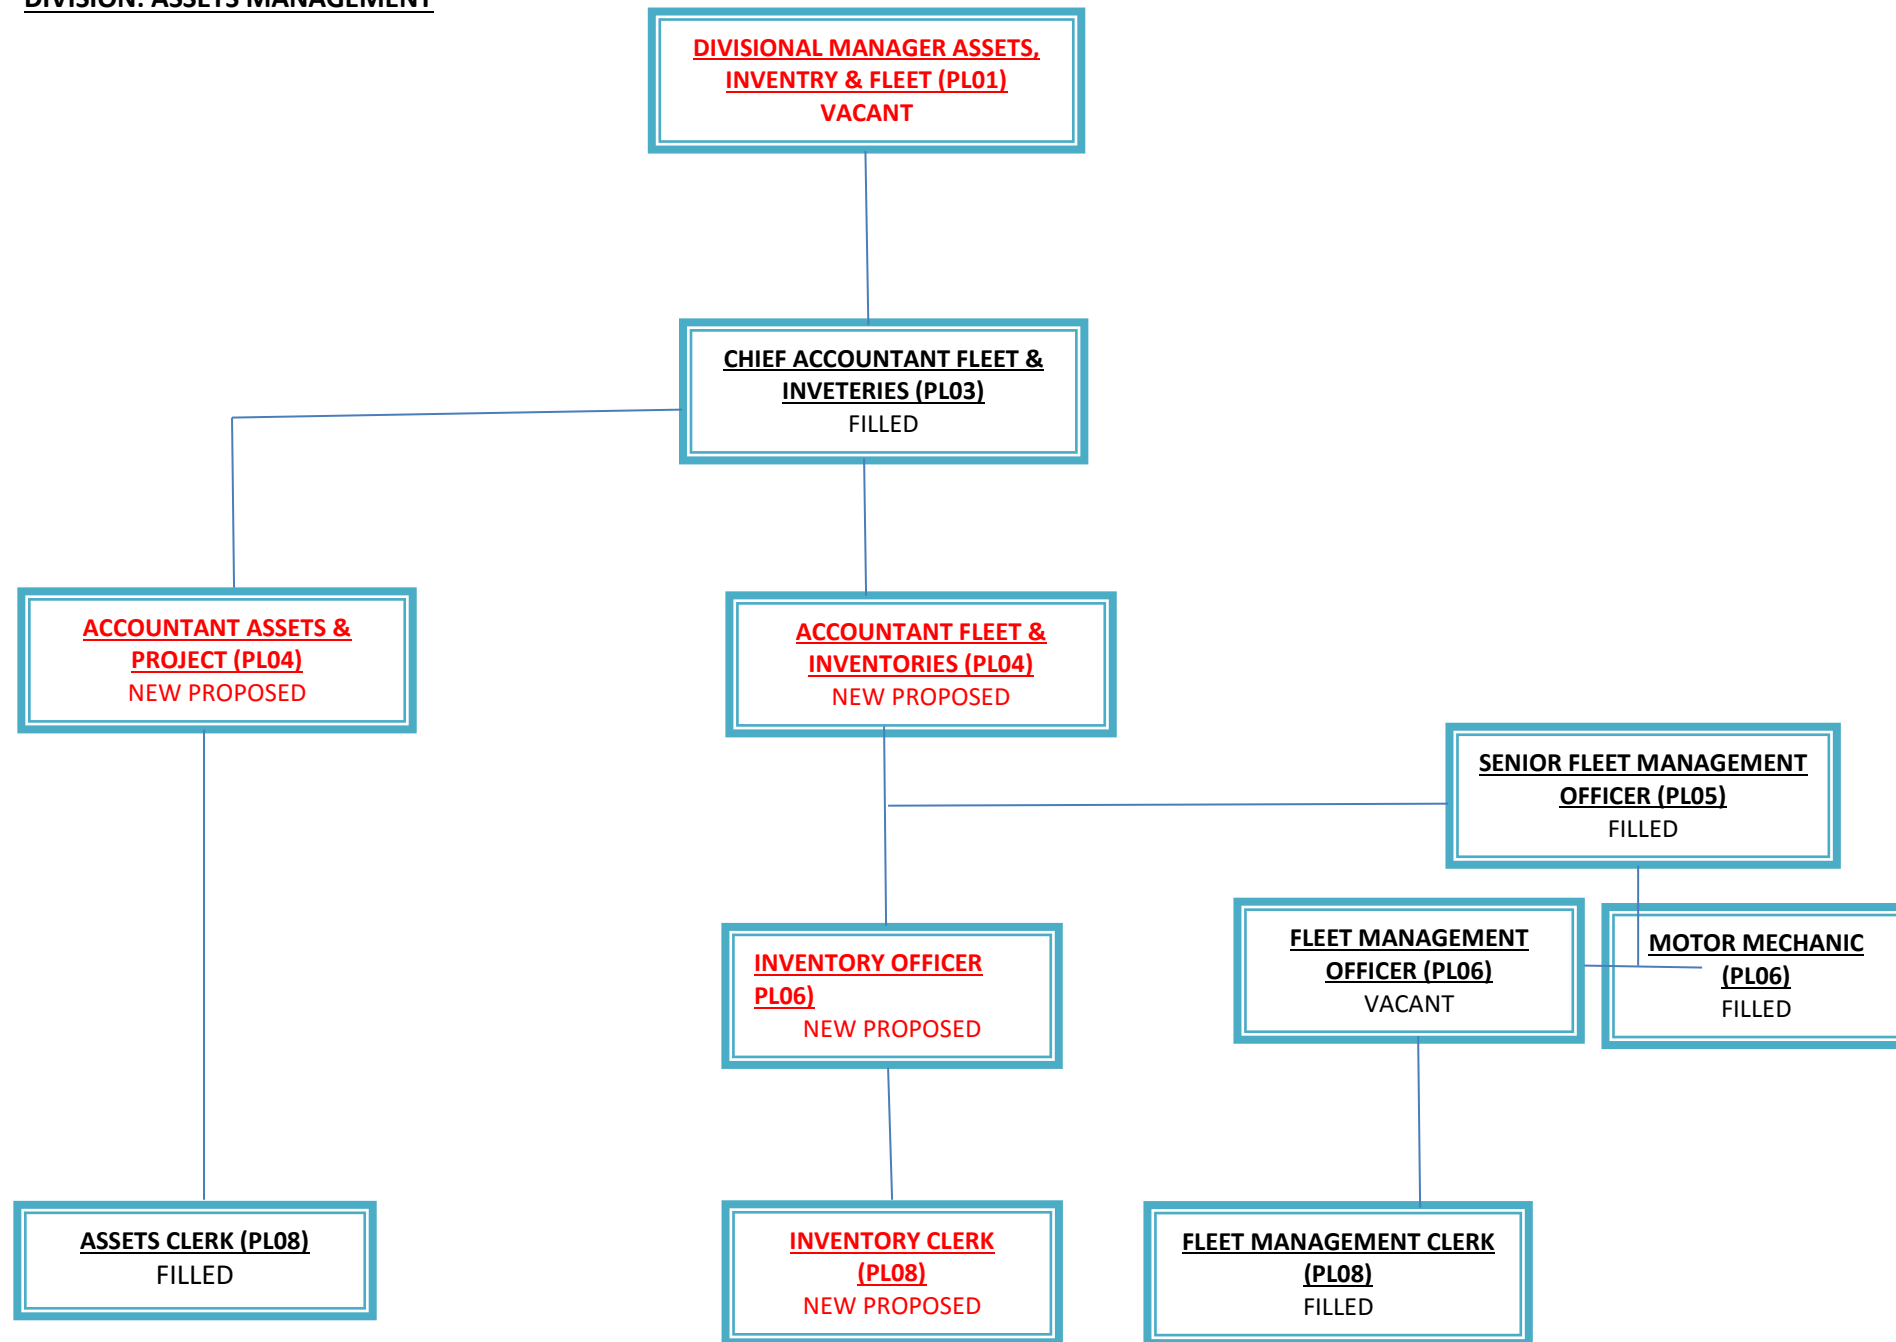 DIVISION: ASSETS MANAGEMENT
DIVISIONAL MANAGER ASSETS,
INVENTRY & FLEET (PL01)
VACANT
CHIEF ACCOUNTANT FLEET &
INVETERIES (PL03)
FILLED
ACCOUNTANT ASSETS &
PROJECT (PL04)
NEW PROPOSED
ACCOUNTANT FLEET &
INVENTORIES (PL04)
NEW PROPOSED
SENIOR FLEET MANAGEMENT
OFFICER (PL05)
FILLED
INVENTORY OFFICER
PL06)
NEW PROPOSED
FLEET MANAGEMENT
OFFICER (PL06)
VACANT
MOTOR MECHANIC
(PL06)
FILLED
ASSETS CLERK (PL08)
FILLED
INVENTORY CLERK
(PL08)
NEW PROPOSED
FLEET MANAGEMENT CLERK
(PL08)
FILLED